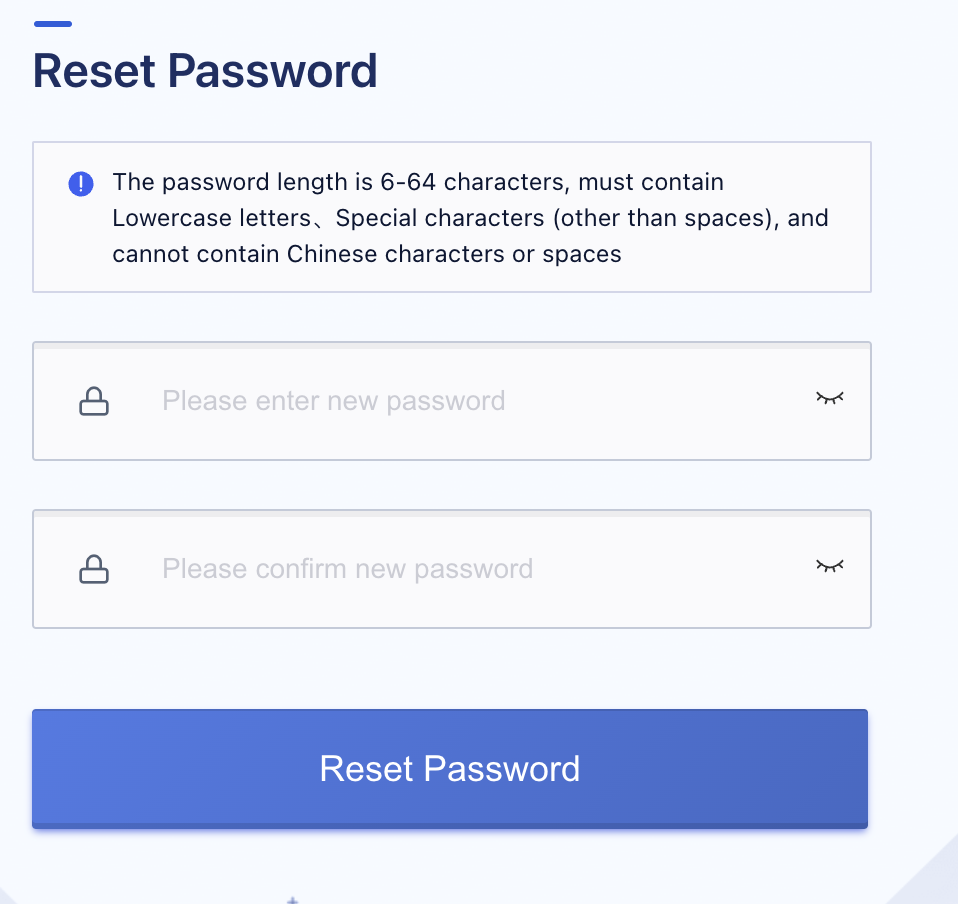 Reset Password
The password length is 6-64 characters, must contain
Lowercase letters、Special characters (other than spaces), and
cannot contain Chinese characters or spaces
Please enter new password
Please confirm new password
Reset Password